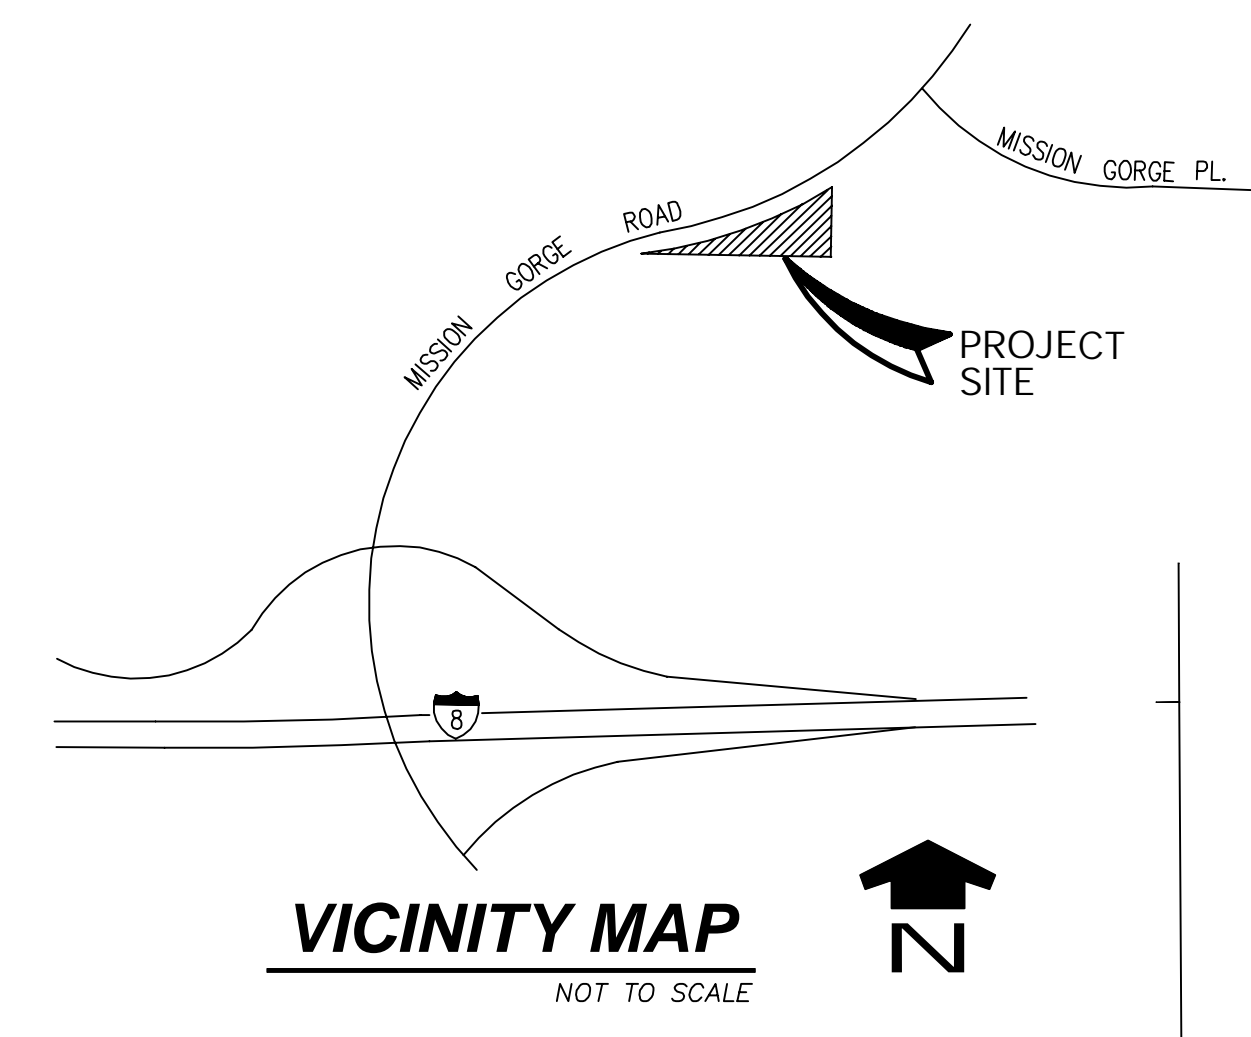 MISSION GORGE PL.
MISSION GORGE ROAD
PROJECT
SITE
8
VICINITY MAP
NOT TO SCALE
N